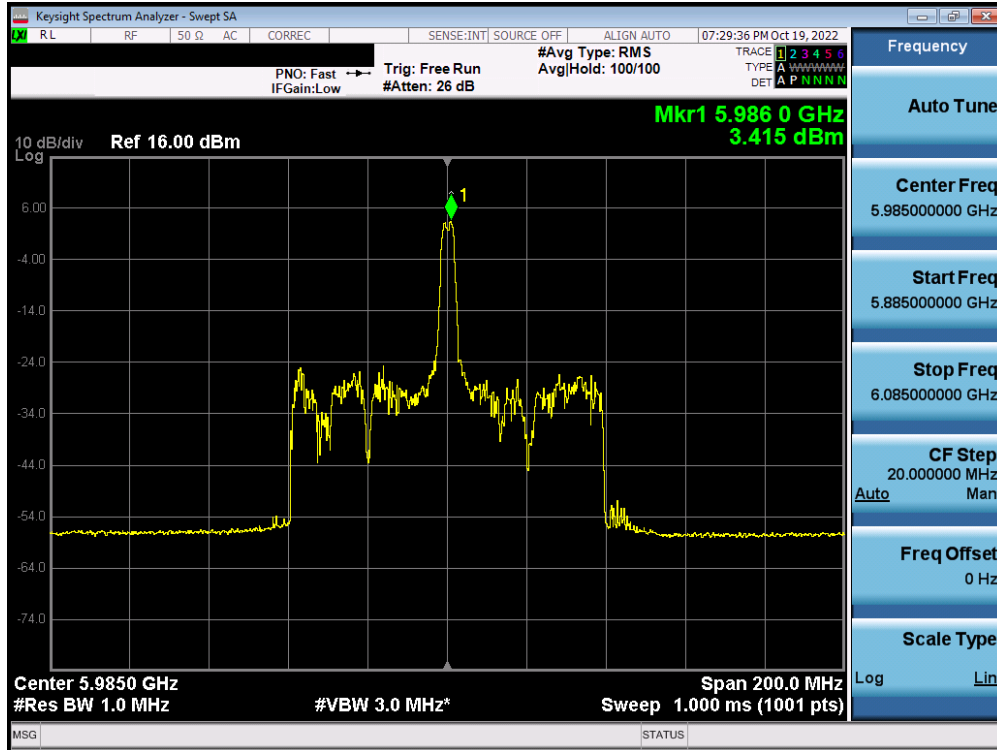 Keysight Spectrum Analyzer - Swept SA
LXI RL RF 50 Ω AC CORREC SENSE:INT SOURCE OFF ALIGN AUTO 07:29:36 PM Oct 19, 2022
PNO: Fast
IFGain:Low
Trig: Free Run
#Atten: 26 dB
#Avg Type: RMS
Avg|Hold: 100/100
TRACE 1 2 3 4 5 6
TYPE A WWWWW
DET A P N N N N
Mkr1 5.986 0 GHz
3.415 dBm
10 dB/div Ref 16.00 dBm
Log
1
6.00
-4.00
-14.0
-24.0
-34.0
-44.0
-54.0
-64.0
-74.0
Center 5.9850 GHz Span 200.0 MHz
#Res BW 1.0 MHz #VBW 3.0 MHz* Sweep 1.000 ms (1001 pts)
MSG STATUS
Frequency
Auto Tune
Center Freq
5.985000000 GHz
Start Freq
5.885000000 GHz
Stop Freq
6.085000000 GHz
CF Step
20.000000 MHz
Auto Man
Freq Offset
0 Hz
Scale Type
Log Lin